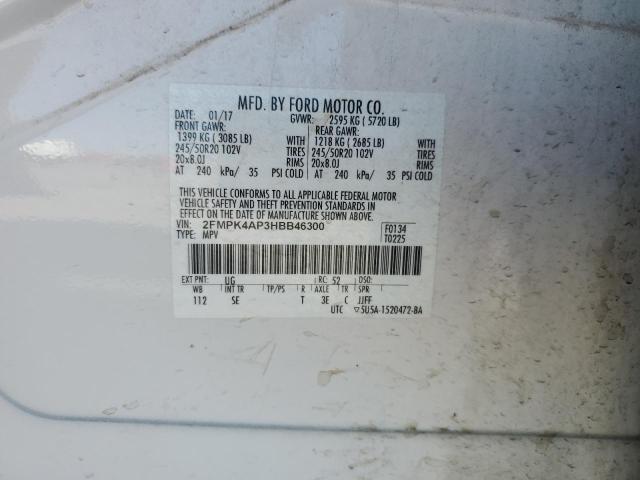 MFD. BY FORD MOTOR CO.
DATE: 01/17 GVWR: 2595 KG ( 5720 LB)
FRONT GAWR: REAR GAWR:
1399 KG ( 3085 LB) WITH 1218 KG ( 2685 LB) WITH
245/50R20 102V TIRES 245/50R20 102V TIRES
20x8.0J RIMS 20x8.0J RIMS
AT 240 kPa/ 35 PSI COLD AT 240 kPa/ 35 PSI COLD
THIS VEHICLE CONFORMS TO ALL APPLICABLE FEDERAL MOTOR
VEHICLE SAFETY AND THEFT PREVENTION STANDARDS IN EFFECT
ON THE DATE OF MANUFACTURE SHOWN ABOVE.
VIN: 2FMPK4AP3HBB46300 F0134
TYPE: MPV T0225
EXT PNT: UG RC: 52 DSO:
WB INT TR TP/PS R AXLE TR SPR
112 SE T 3E C JJFF
UTC ▽5U5A-1520472-BA